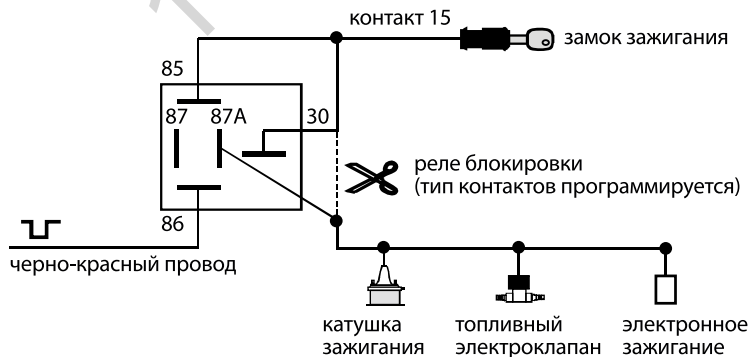 контакт 15
замок зажигания
85
87 87A
30
реле блокировки
(тип контактов программируется)
86
черно-красный провод
катушка
зажигания
топливный
электроклапан
электронное
зажигание